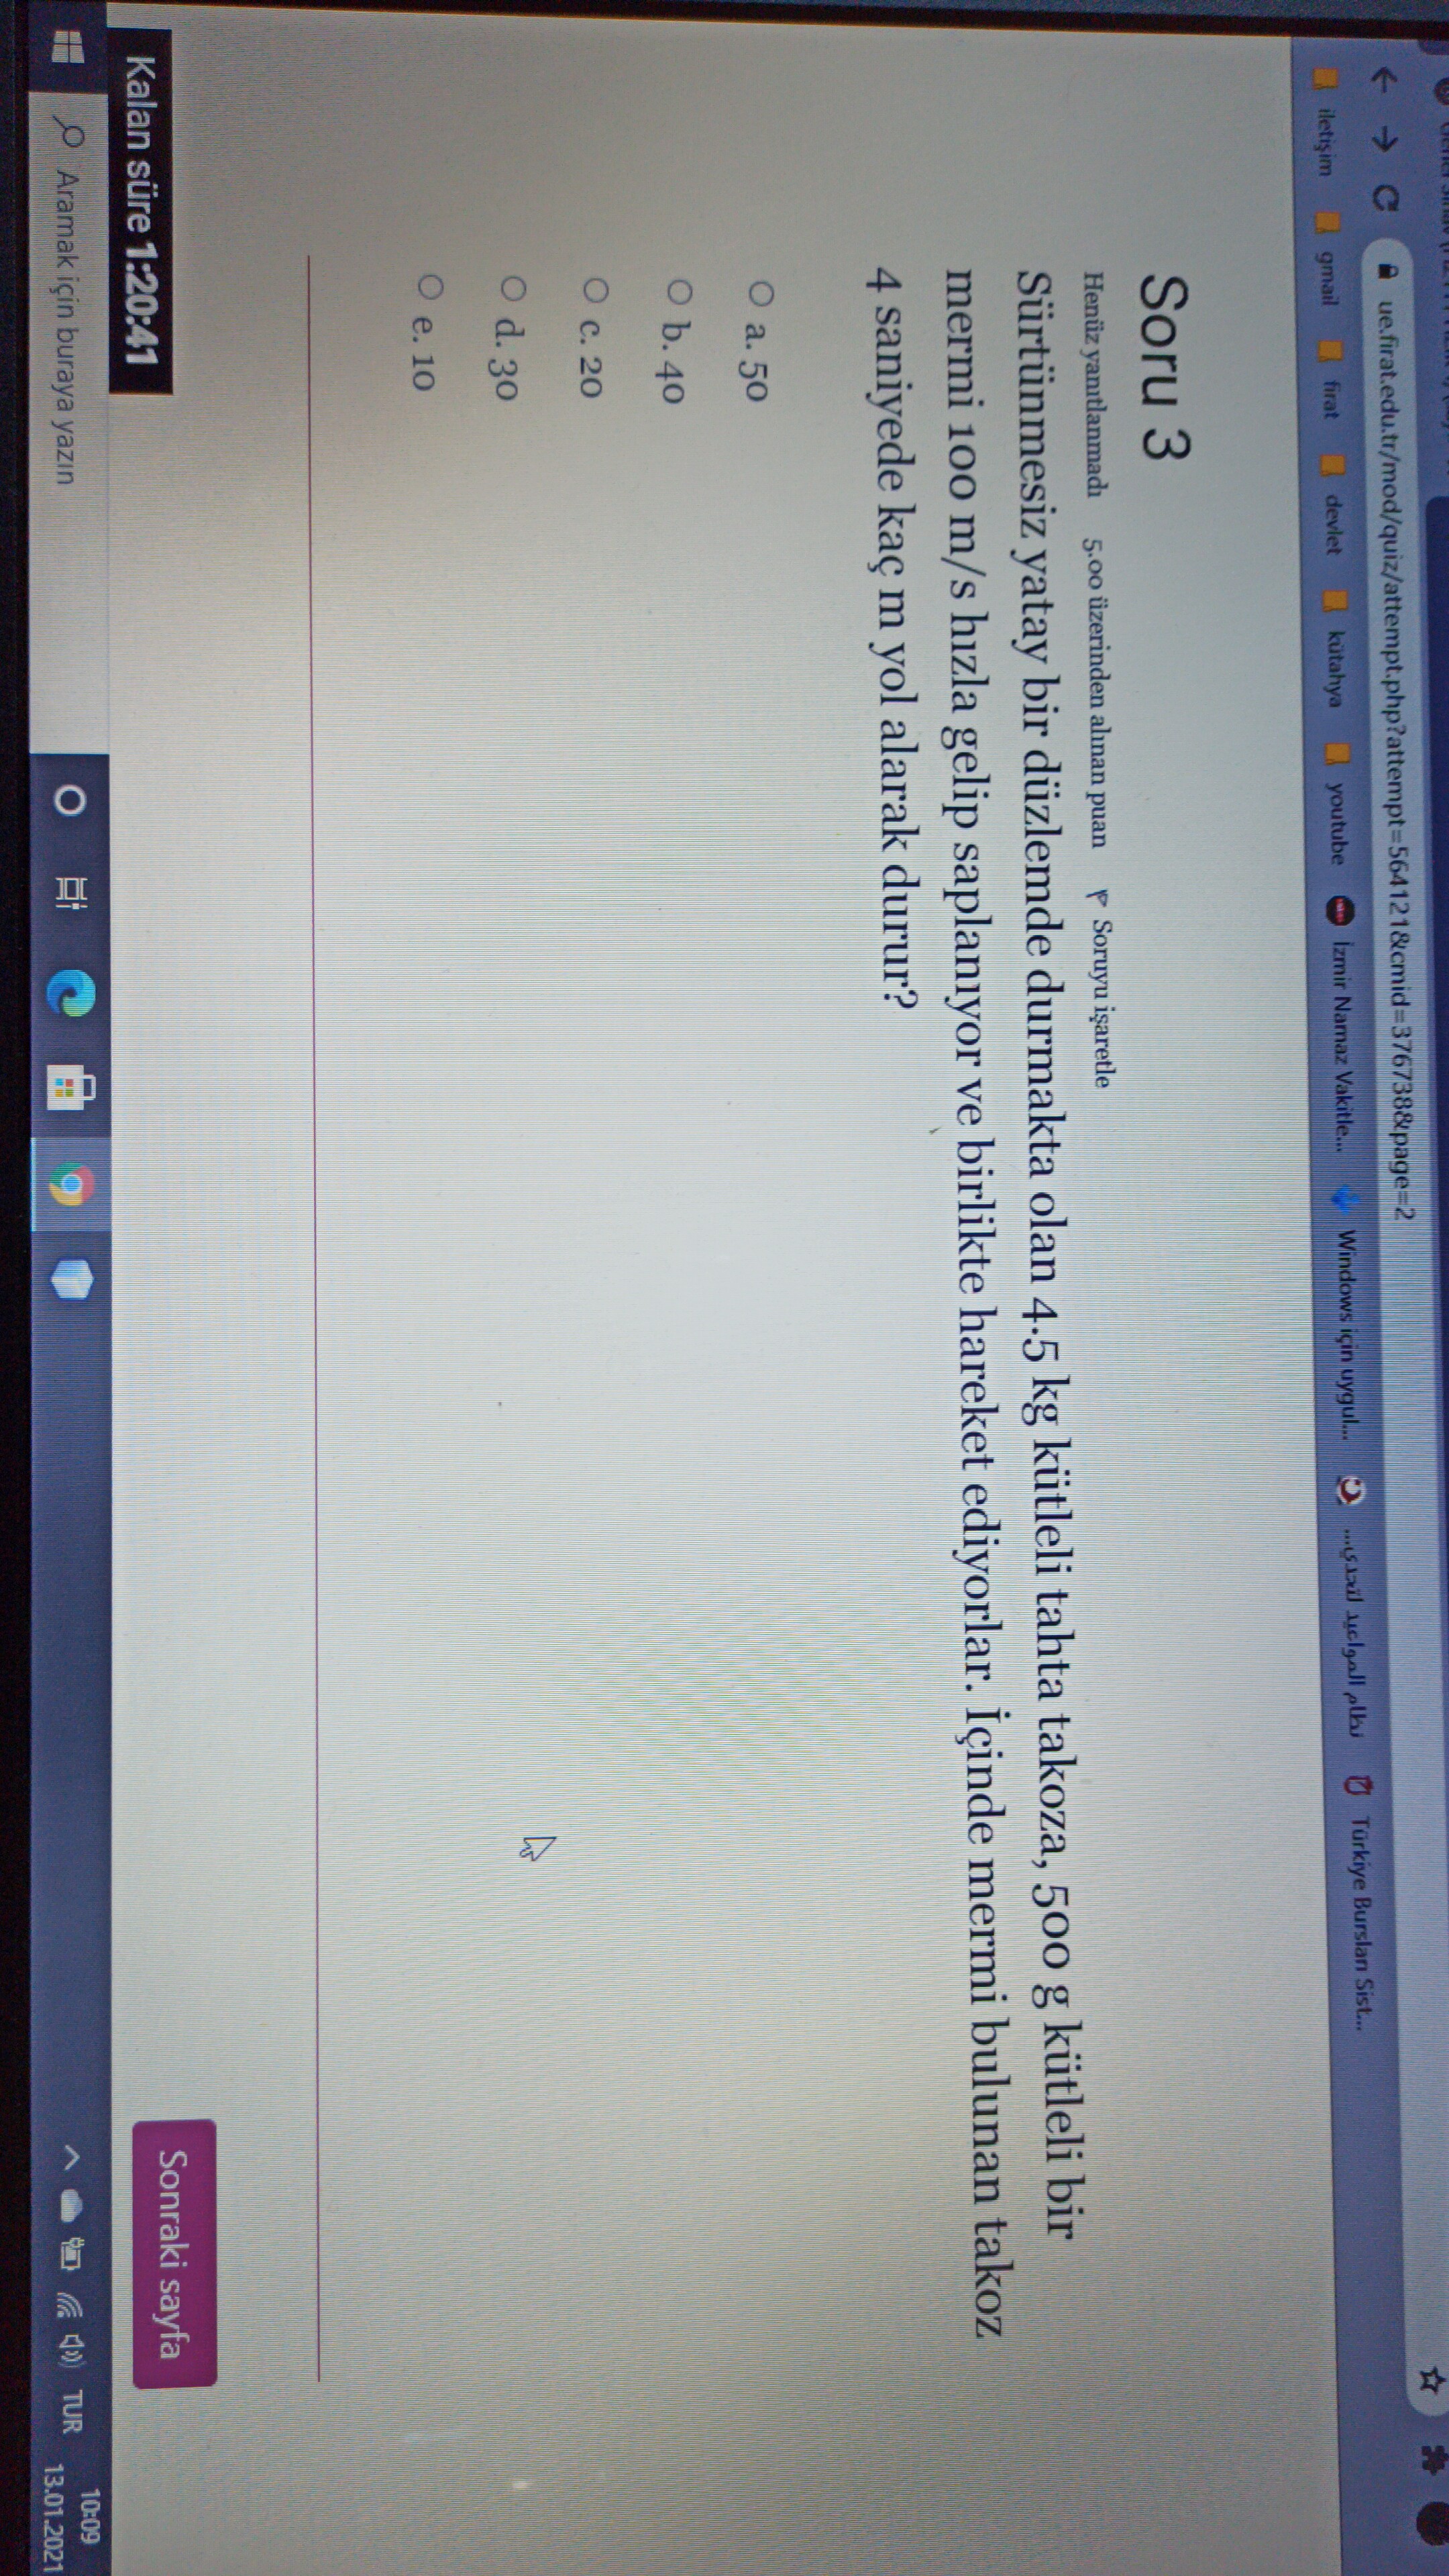 ue.firat.edu.tr/mod/quiz/attempt.php?attempt=564121&cmid=376738&page=2
iletişim gmail firat devlet kütahya youtube İzmir Namaz Vakitle... Windows için uygul... نظام المواعيد لتحدي... Türkiye Bursları Sist...
Soru 3
Henüz yanıtlanmadı 5.00 üzerinden alınan puan Soruyu işaretle
Sürtünmesiz yatay bir düzlemde durmakta olan 4.5 kg kütleli tahta takoza, 500 g kütleli bir
mermi 100 m/s hızla gelip saplanıyor ve birlikte hareket ediyorlar. İçinde mermi bulunan takoz
4 saniyede kaç m yol alarak durur?
a. 50
b. 40
c. 20
d. 30
e. 10
Sonraki sayfa
Kalan süre 1:20:41
Aramak için buraya yazın
TUR
10:09
13.01.2021